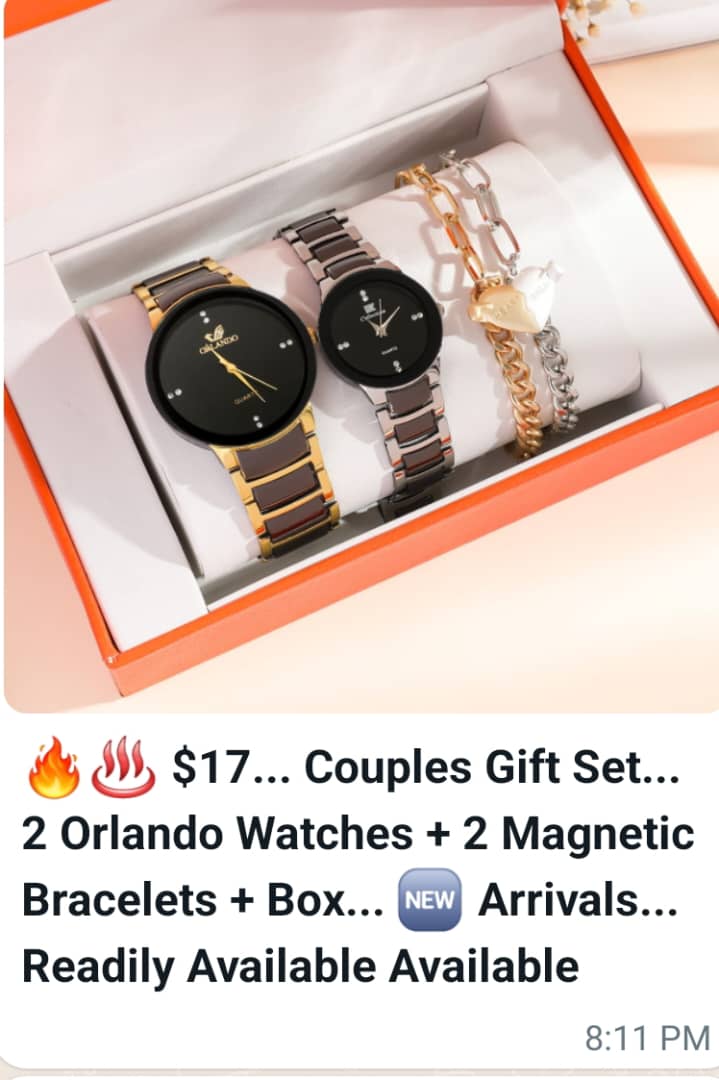 ORLANDO
QUARTZ
QUARTZ
🔥♨️ $17... Couples Gift Set...
2 Orlando Watches + 2 Magnetic
Bracelets + Box... 🆕 Arrivals...
Readily Available Available
8:11 PM